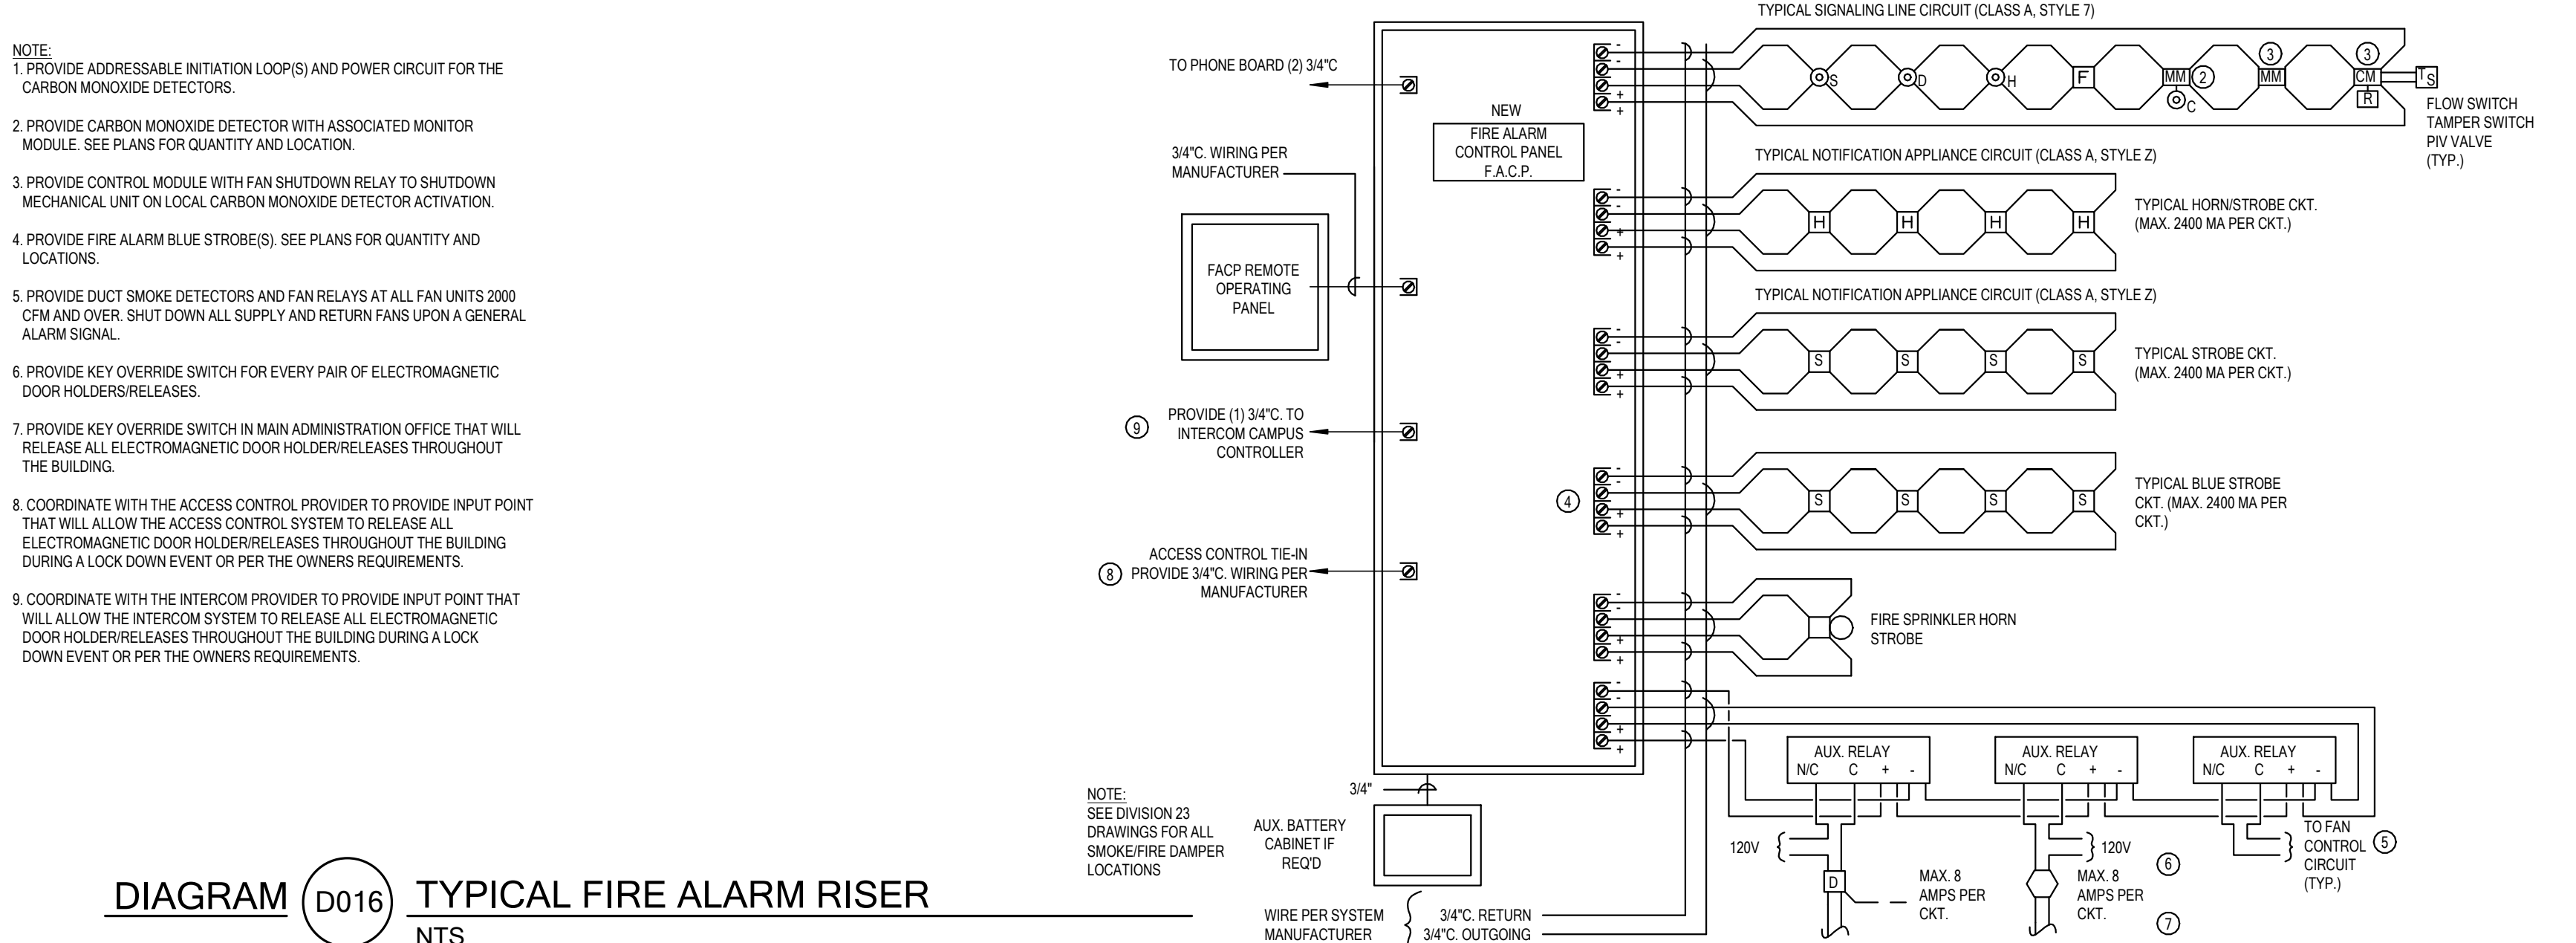 NOTE:
1. PROVIDE ADDRESSABLE INITIATION LOOP(S) AND POWER CIRCUIT FOR THE
CARBON MONOXIDE DETECTORS.
2. PROVIDE CARBON MONOXIDE DETECTOR WITH ASSOCIATED MONITOR
MODULE. SEE PLANS FOR QUANTITY AND LOCATION.
3. PROVIDE CONTROL MODULE WITH FAN SHUTDOWN RELAY TO SHUTDOWN
MECHANICAL UNIT ON LOCAL CARBON MONOXIDE DETECTOR ACTIVATION.
4. PROVIDE FIRE ALARM BLUE STROBE(S). SEE PLANS FOR QUANTITY AND
LOCATIONS.
5. PROVIDE DUCT SMOKE DETECTORS AND FAN RELAYS AT ALL FAN UNITS 2000
CFM AND OVER. SHUT DOWN ALL SUPPLY AND RETURN FANS UPON A GENERAL
ALARM SIGNAL.
6. PROVIDE KEY OVERRIDE SWITCH FOR EVERY PAIR OF ELECTROMAGNETIC
DOOR HOLDERS/RELEASES.
7. PROVIDE KEY OVERRIDE SWITCH IN MAIN ADMINISTRATION OFFICE THAT WILL
RELEASE ALL ELECTROMAGNETIC DOOR HOLDER/RELEASES THROUGHOUT
THE BUILDING.
8. COORDINATE WITH THE ACCESS CONTROL PROVIDER TO PROVIDE INPUT POINT
THAT WILL ALLOW THE ACCESS CONTROL SYSTEM TO RELEASE ALL
ELECTROMAGNETIC DOOR HOLDER/RELEASES THROUGHOUT THE BUILDING
DURING A LOCK DOWN EVENT OR PER THE OWNERS REQUIREMENTS.
9. COORDINATE WITH THE INTERCOM PROVIDER TO PROVIDE INPUT POINT THAT
WILL ALLOW THE INTERCOM SYSTEM TO RELEASE ALL ELECTROMAGNETIC
DOOR HOLDER/RELEASES THROUGHOUT THE BUILDING DURING A LOCK
DOWN EVENT OR PER THE OWNERS REQUIREMENTS.
DIAGRAM D016 TYPICAL FIRE ALARM RISER
NTS
TO PHONE BOARD (2) 3/4"C
3/4"C. WIRING PER
MANUFACTURER
FACP REMOTE
OPERATING
PANEL
9
PROVIDE (1) 3/4"C. TO
INTERCOM CAMPUS
CONTROLLER
8
ACCESS CONTROL TIE-IN
PROVIDE 3/4"C. WIRING PER
MANUFACTURER
NOTE:
SEE DIVISION 23
DRAWINGS FOR ALL
SMOKE/FIRE DAMPER
LOCATIONS
3/4"
AUX. BATTERY
CABINET IF
REQ'D
WIRE PER SYSTEM
MANUFACTURER
3/4"C. RETURN
3/4"C. OUTGOING
NEW
FIRE ALARM
CONTROL PANEL
F.A.C.P.
4
TYPICAL SIGNALING LINE CIRCUIT (CLASS A, STYLE 7)
- - + +
S D H F MM 2 C
3 MM
3 CM R TS
FLOW SWITCH
TAMPER SWITCH
PIV VALVE
(TYP.)
TYPICAL NOTIFICATION APPLIANCE CIRCUIT (CLASS A, STYLE Z)
- - + +
H H H H
TYPICAL HORN/STROBE CKT.
(MAX. 2400 MA PER CKT.)
TYPICAL NOTIFICATION APPLIANCE CIRCUIT (CLASS A, STYLE Z)
- - + +
S S S S
TYPICAL STROBE CKT.
(MAX. 2400 MA PER CKT.)
- - + +
S S S S
TYPICAL BLUE STROBE
CKT. (MAX. 2400 MA PER
CKT.)
- - + +
FIRE SPRINKLER HORN
STROBE
- - + +
AUX. RELAY
N/C C + -
AUX. RELAY
N/C C + -
AUX. RELAY
N/C C + -
120V
D
MAX. 8
AMPS PER
CKT.
120V
MAX. 8
AMPS PER
CKT.
6
7
TO FAN
CONTROL
CIRCUIT
(TYP.)
5